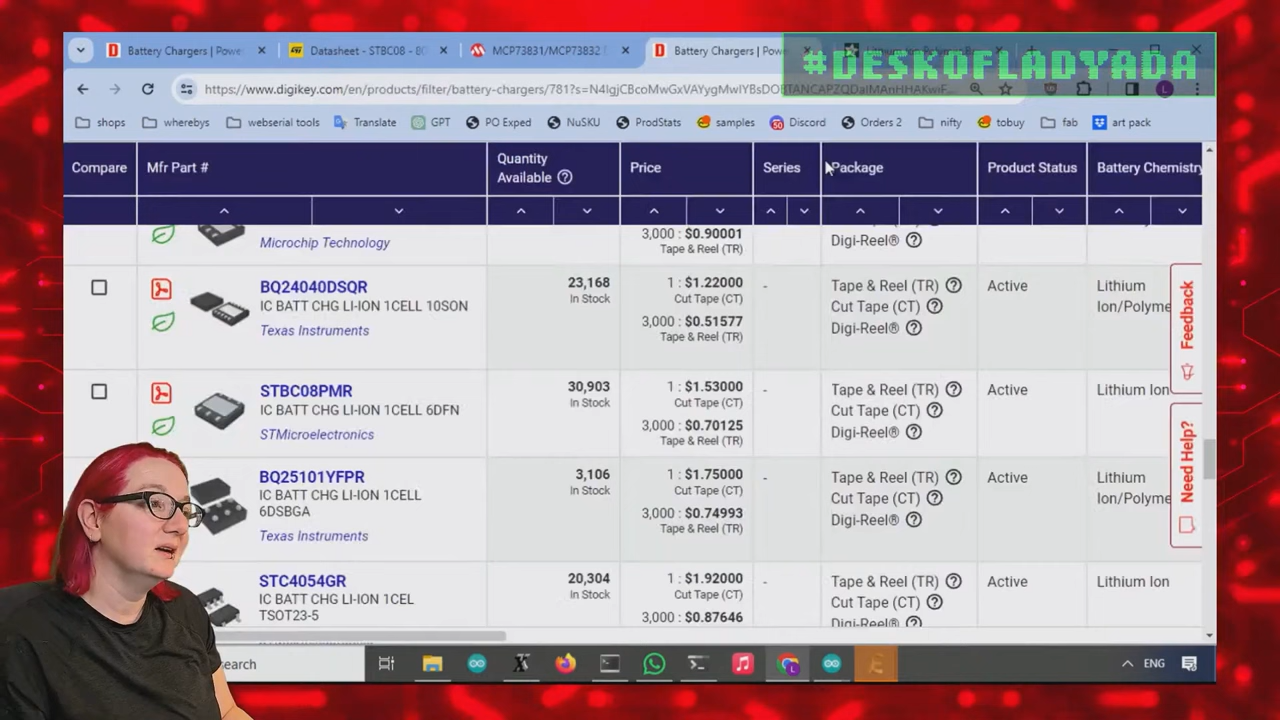 #DESKOFLADYADA
Battery Chargers | Powe
Datasheet - STBC08 - 80
MCP73831/MCP73832
Battery Chargers | Powe
https://www.digikey.com/en/products/filter/battery-chargers/781?s=
shops
whereby​s
webserial tools
Translate
GPT
PO Exped
NuSKU
ProdStats
samples
Discord
Orders 2
nifty
tobuy
fab
art pack
Compare
Mfr Part #
Quantity
Available
Price
Series
Package
Product Status
Battery Chemistry
Microchip Technology
3,000 : $0.90001
Tape & Reel (TR)
Digi-Reel®
BQ24040DSQR
IC BATT CHG LI-ION 1CELL 10SON
Texas Instruments
23,168
In Stock
1 : $1.22000
Cut Tape (CT)
3,000 : $0.51577
Tape & Reel (TR)
-
Tape & Reel (TR)
Cut Tape (CT)
Digi-Reel®
Active
Lithium
Ion/Polyme
STBC08PMR
IC BATT CHG LI-ION 1CELL 6DFN
STMicroelectronics
30,903
In Stock
1 : $1.53000
Cut Tape (CT)
3,000 : $0.70125
Tape & Reel (TR)
-
Tape & Reel (TR)
Cut Tape (CT)
Digi-Reel®
Active
Lithium Ion
BQ25101YFPR
IC BATT CHG LI-ION 1CELL
6DSBGA
Texas Instruments
3,106
In Stock
1 : $1.75000
Cut Tape (CT)
3,000 : $0.74993
Tape & Reel (TR)
-
Tape & Reel (TR)
Cut Tape (CT)
Digi-Reel®
Active
Lithium
Ion/Polyme
STC4054GR
IC BATT CHG LI-ION 1CEL
TSOT23-5
20,304
In Stock
1 : $1.92000
Cut Tape (CT)
3,000 : $0.87646
-
Tape & Reel (TR)
Cut Tape (CT)
Digi-Reel®
Active
Lithium Ion
Feedback
Need Help?
earch
ENG